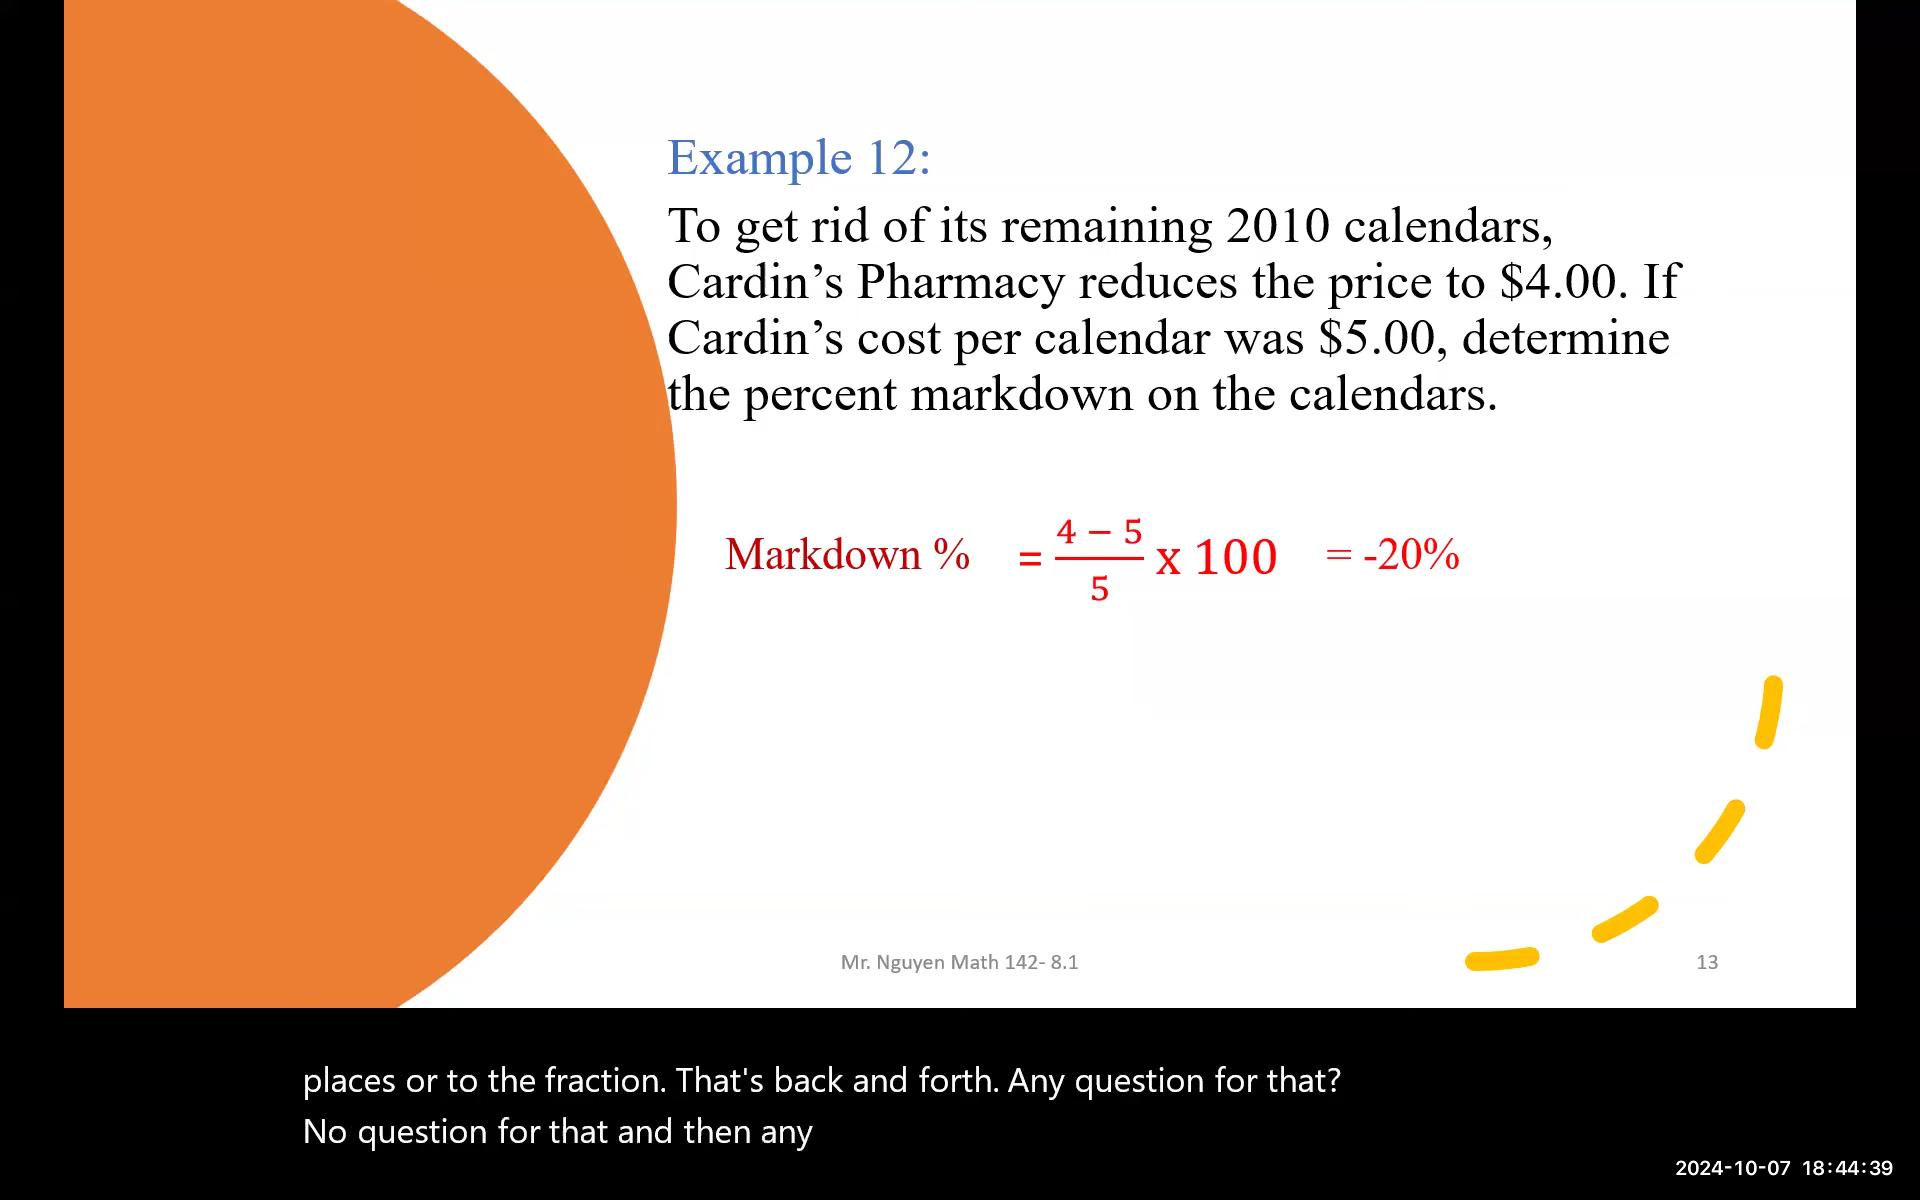 Example 12:
To get rid of its remaining 2010 calendars,
Cardin’s Pharmacy reduces the price to $4.00. If
Cardin’s cost per calendar was $5.00, determine
the percent markdown on the calendars.
Markdown % = \frac{4 − 5}{5} x 100 = -20%
Mr. Nguyen Math 142- 8.1
13
places or to the fraction. That's back and forth. Any question for that?
No question for that and then any
2024-10-07 18:44:39